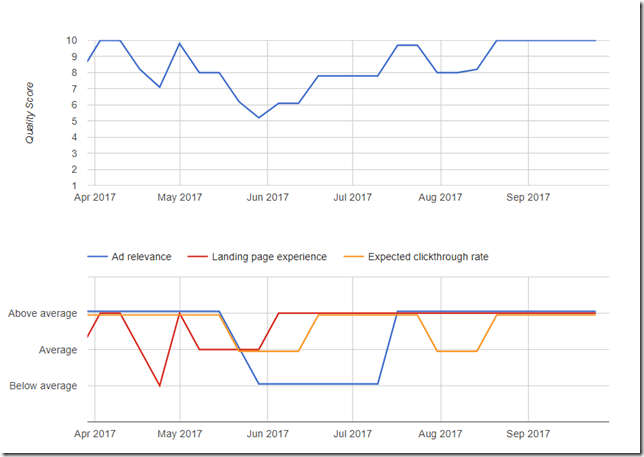 Quality Score
10
9
8
7
6
5
4
3
2
1
Apr 2017 May 2017 Jun 2017 Jul 2017 Aug 2017 Sep 2017
Ad relevance Landing page experience Expected clickthrough rate
Above average
Average
Below average
Apr 2017 May 2017 Jun 2017 Jul 2017 Aug 2017 Sep 2017